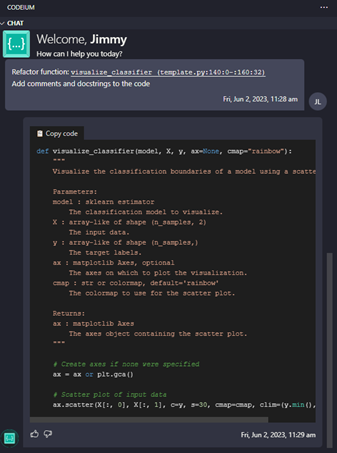 CODEIUM
CHAT
{...}
Welcome, Jimmy
How can I help you today?
Refactor function: visualize_classifier (template.py:140:0-:160:32)
Add comments and docstrings to the code
Fri, Jun 2, 2023, 11:28 am
JL
Copy code
def visualize_classifier(model, X, y, ax=None, cmap="rainbow"):
"""
Visualize the classification boundaries of a model using a scatte
Parameters:
model : sklearn estimator
The classification model to visualize.
X : array-like of shape (n_samples, 2)
The input data.
y : array-like of shape (n_samples,)
The target labels.
ax : matplotlib Axes, optional
The axes on which to plot the visualization.
cmap : str or colormap, default='rainbow'
The colormap to use for the scatter plot.
Returns:
ax : matplotlib Axes
The axes object containing the scatter plot.
"""
# Create axes if none were specified
ax = ax or plt.gca()
# Scatter plot of input data
ax.scatter(X[:, 0], X[:, 1], c=y, s=30, cmap=cmap, clim=(y.min(),
Fri, Jun 2, 2023, 11:29 am